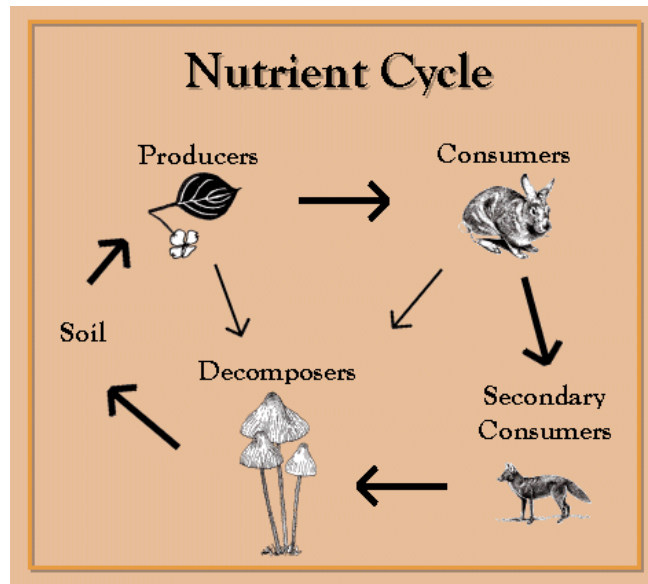 Nutrient Cycle
Producers
Consumers
Soil
Decomposers
Secondary
Consumers